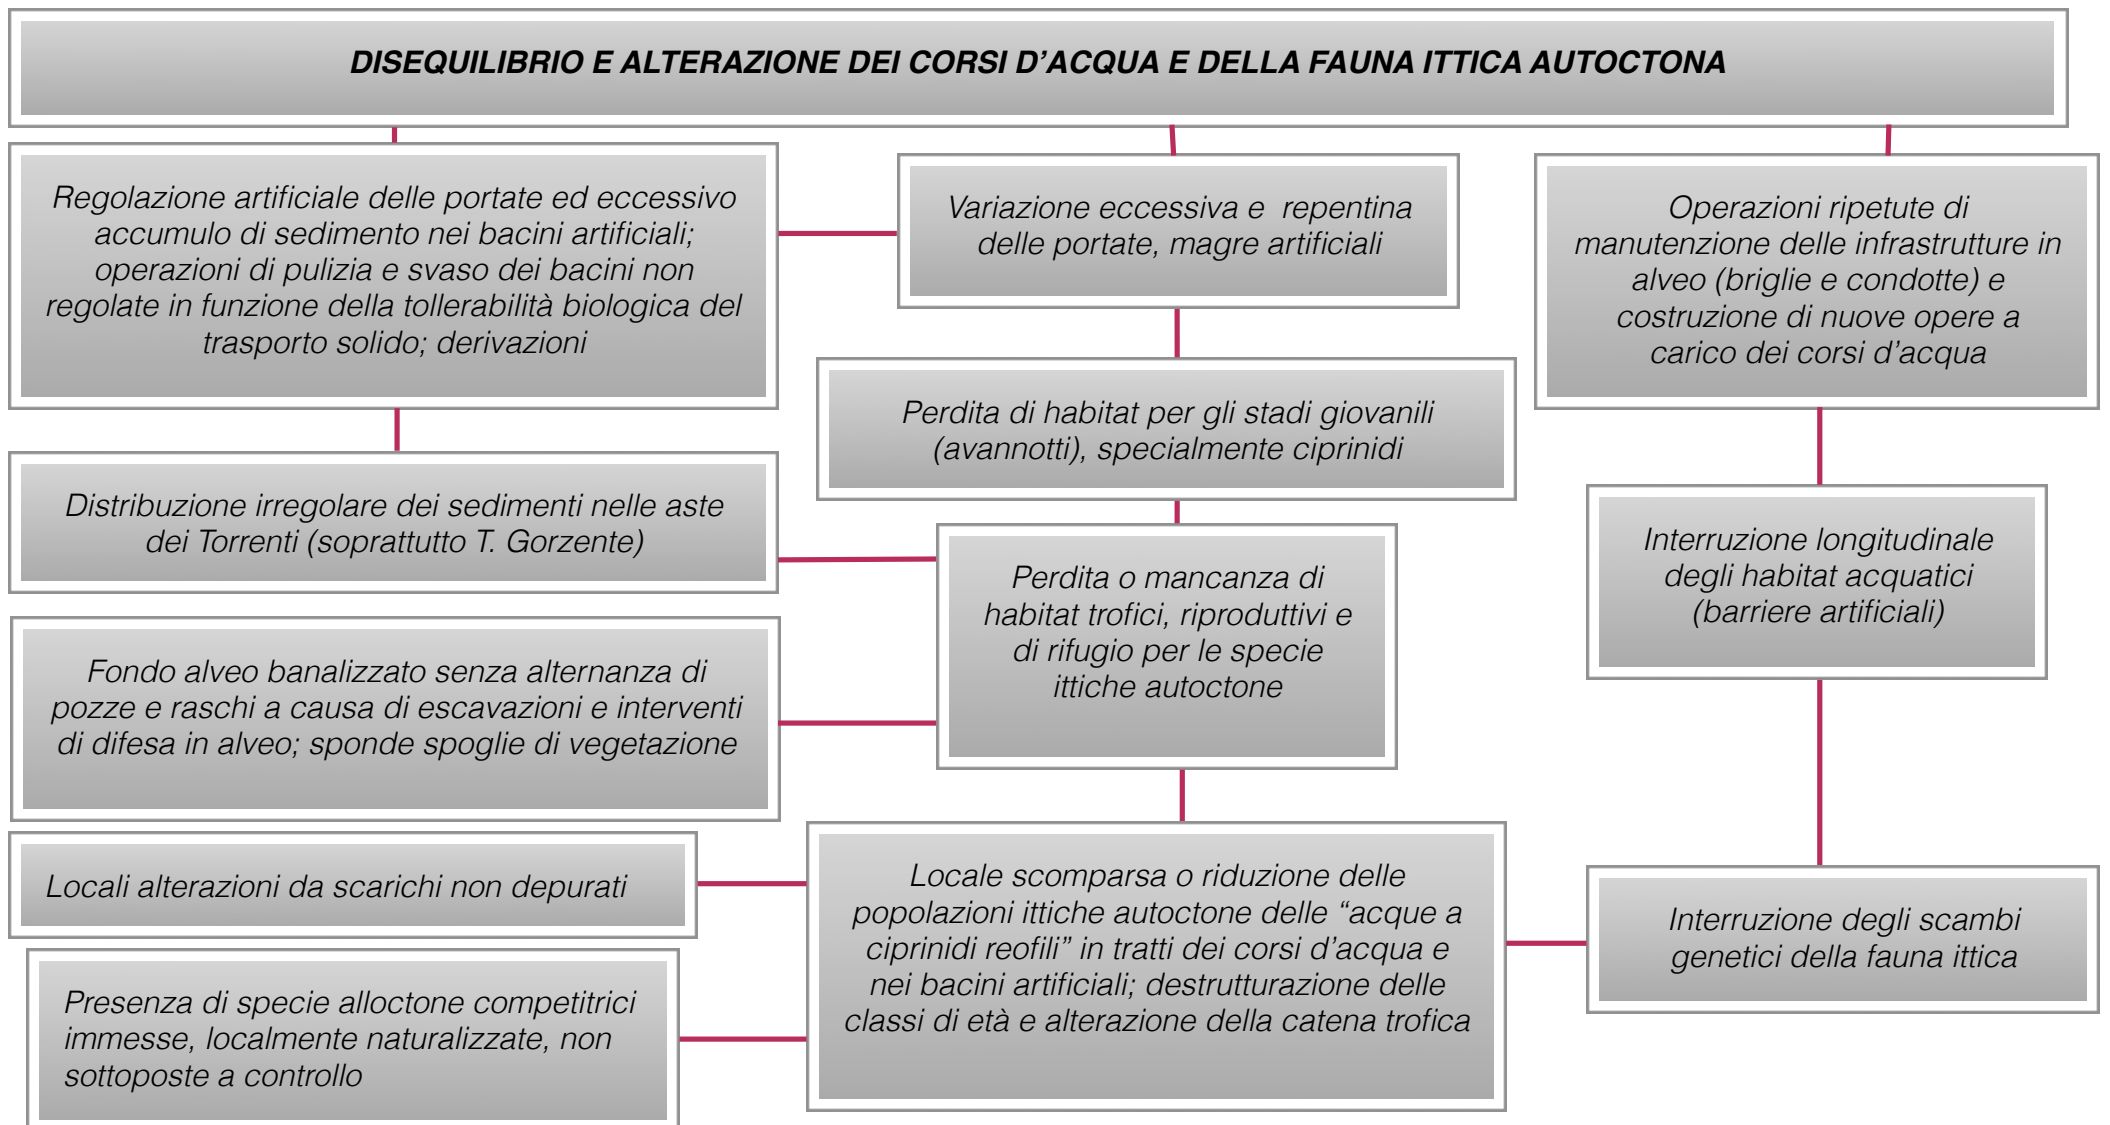 DISEQUILIBRIO E ALTERAZIONE DEI CORSI D’ACQUA E DELLA FAUNA ITTICA AUTOCTONA
Regolazione artificiale delle portate ed eccessivo
accumulo di sedimento nei bacini artificiali;
operazioni di pulizia e svaso dei bacini non
regolate in funzione della tollerabilità biologica del
trasporto solido; derivazioni
Variazione eccessiva e repentina
delle portate, magre artificiali
Operazioni ripetute di
manutenzione delle infrastrutture in
alveo (briglie e condotte) e
costruzione di nuove opere a
carico dei corsi d’acqua
Perdita di habitat per gli stadi giovanili
(avannotti), specialmente ciprinidi
Distribuzione irregolare dei sedimenti nelle aste
dei Torrenti (soprattutto T. Gorzente)
Interruzione longitudinale
degli habitat acquatici
(barriere artificiali)
Perdita o mancanza di
habitat trofici, riproduttivi e
di rifugio per le specie
ittiche autoctone
Fondo alveo banalizzato senza alternanza di
pozze e raschi a causa di escavazioni e interventi
di difesa in alveo; sponde spoglie di vegetazione
Locali alterazioni da scarichi non depurati
Locale scomparsa o riduzione delle
popolazioni ittiche autoctone delle “acque a
ciprinidi reofili” in tratti dei corsi d’acqua e
nei bacini artificiali; destrutturazione delle
classi di età e alterazione della catena trofica
Interruzione degli scambi
genetici della fauna ittica
Presenza di specie alloctone competitrici
immesse, localmente naturalizzate, non
sottoposte a controllo